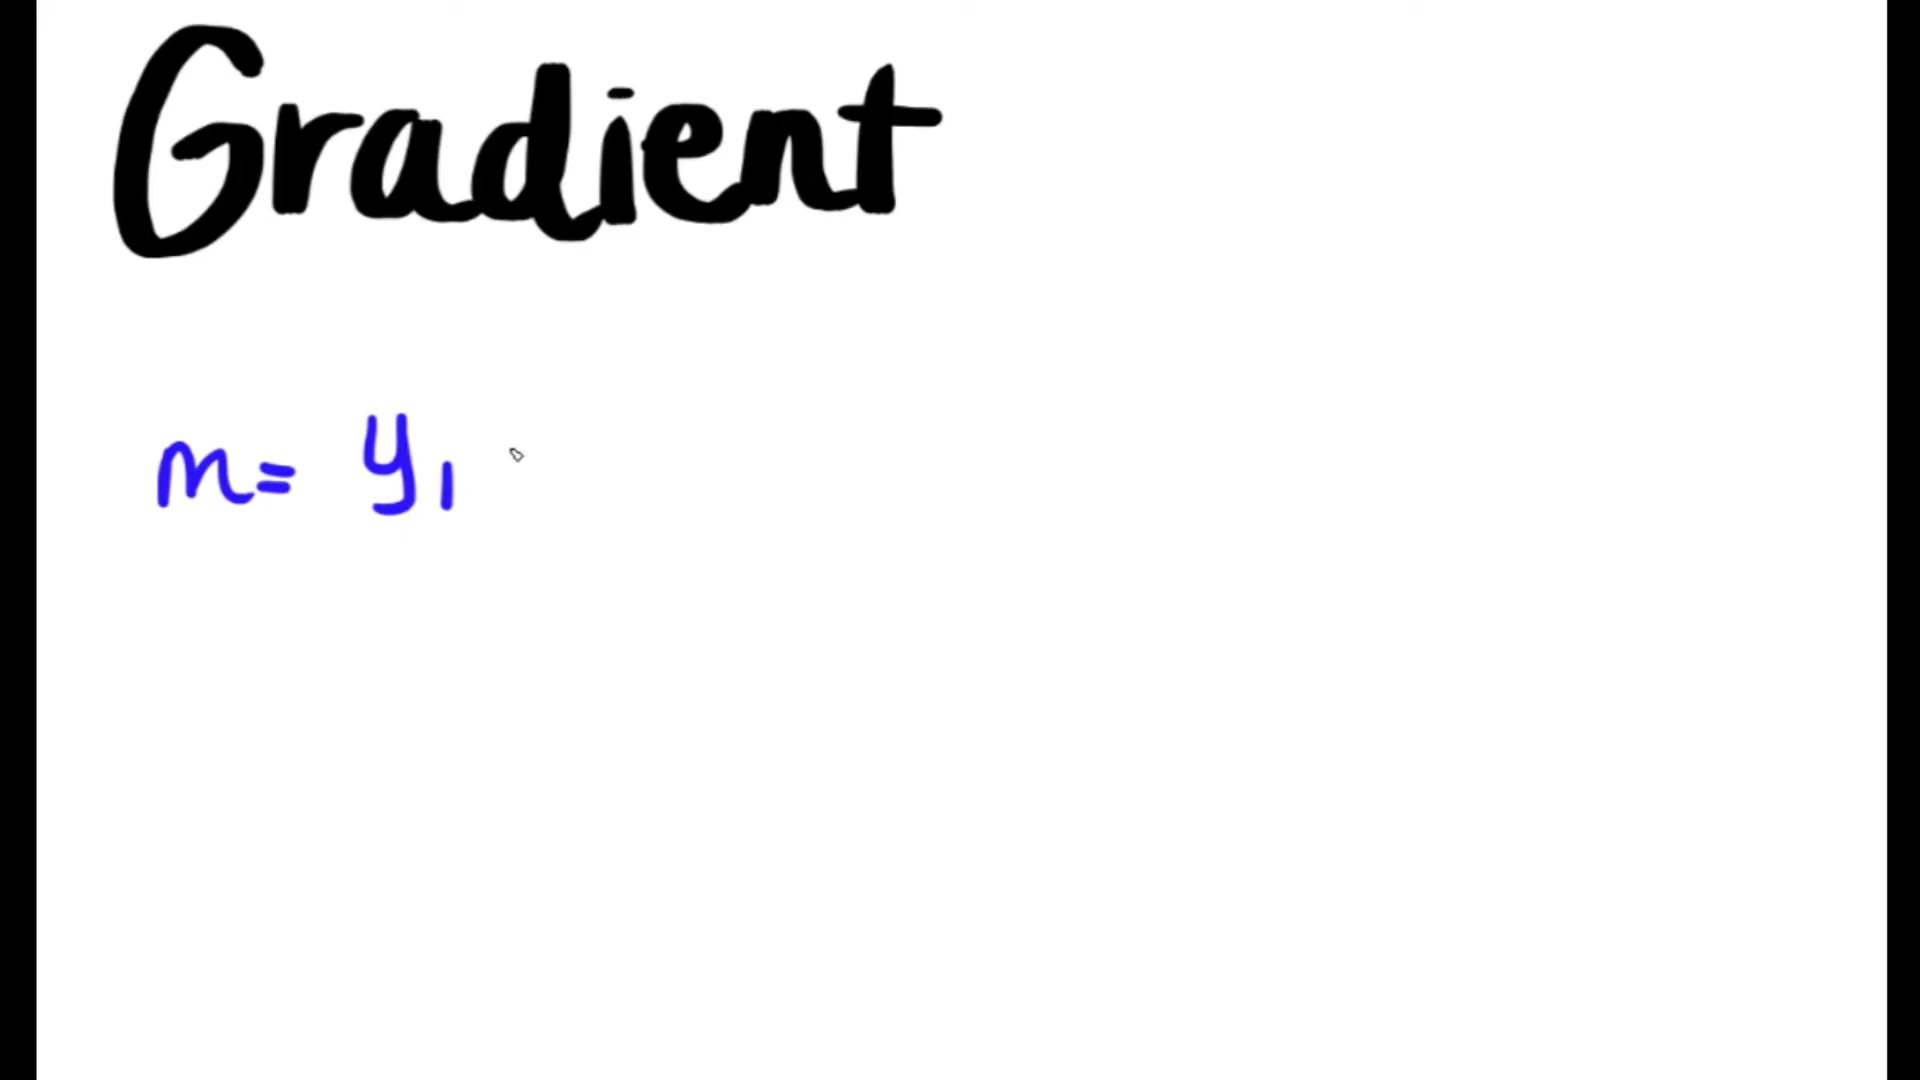 Gradient
m= y₁